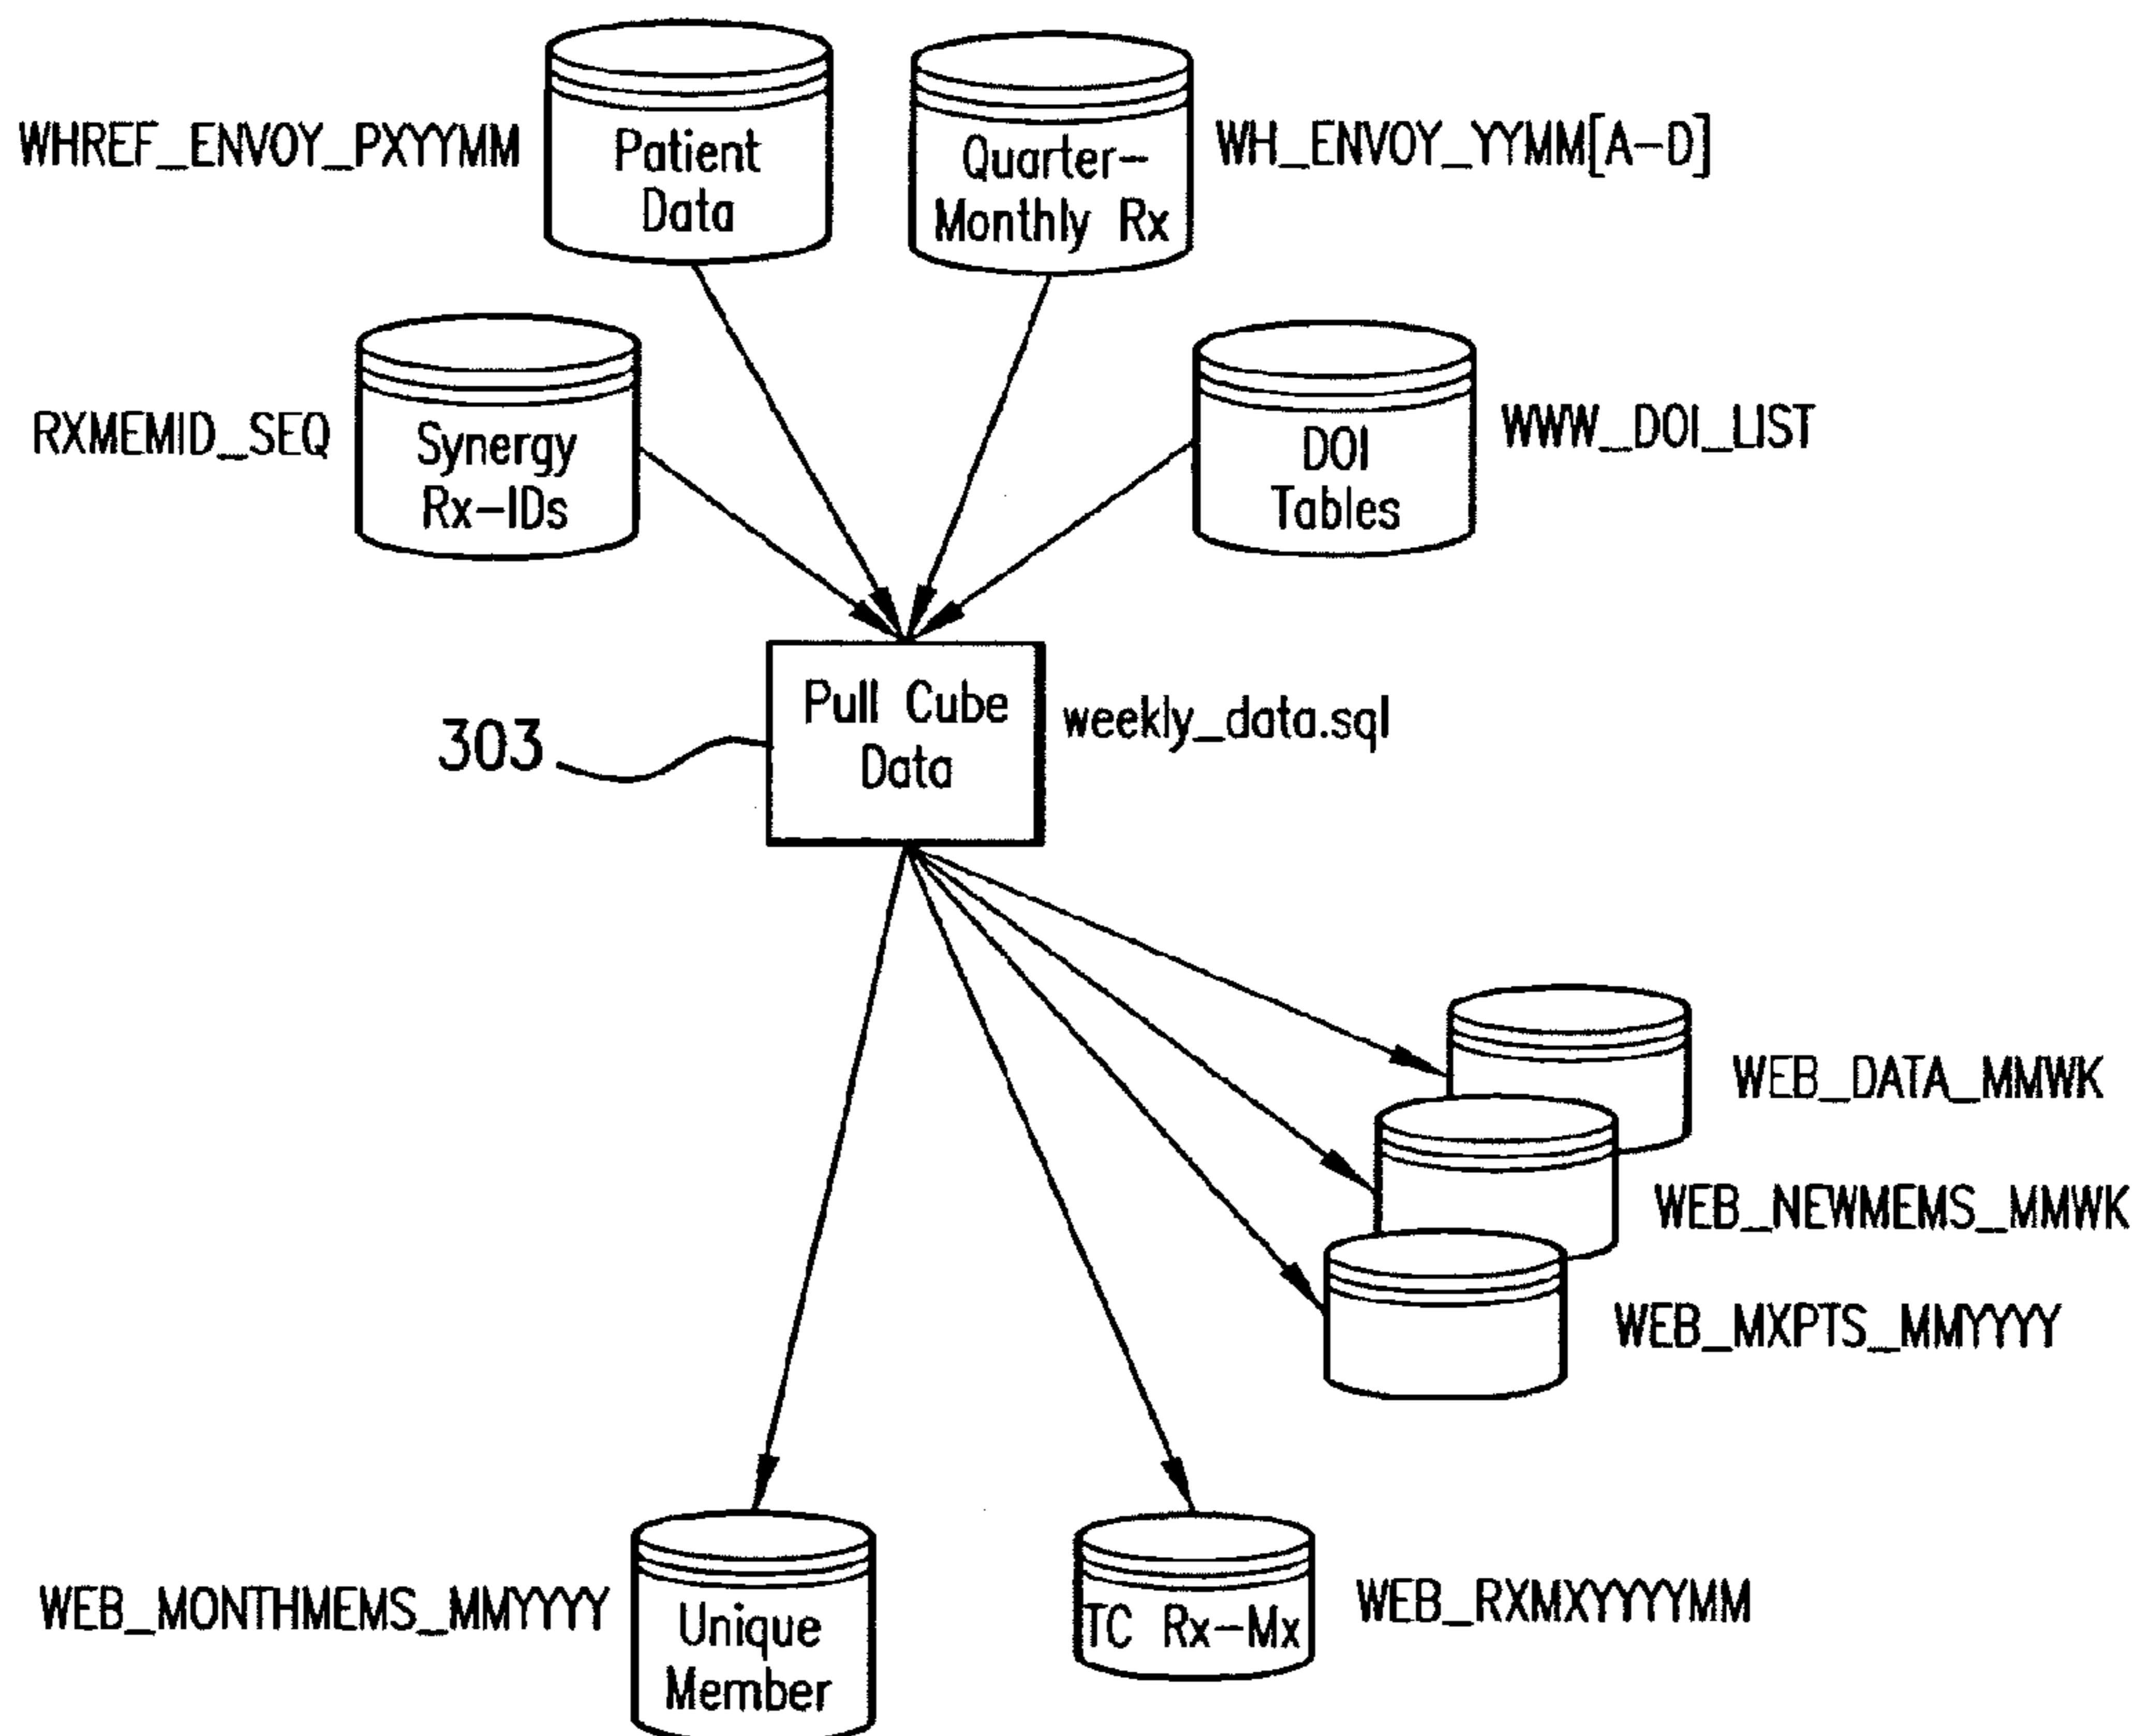 WHREF_ENVOY_PXYYMM
Patient
Data
Quarter-
Monthly Rx
WH_ENVOY_YYMM[A-D]
RXMEMID_SEQ
Synergy
Rx-IDs
DOI
Tables
WWW_DOI_LIST
303
Pull Cube
Data
weekly_data.sql
WEB_DATA_MMWK
WEB_NEWMEMS_MMWK
WEB_MXPTS_MMYYYY
WEB_MONTHMEMS_MMYYYY
Unique
Member
TC Rx-Mx
WEB_RXMXYYYYMM